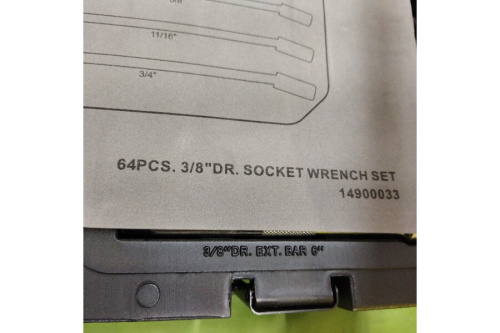 11/16"
3/4"
64PCS. 3/8"DR. SOCKET WRENCH SET
14900033
3/8"DR. EXT. BAR 6"